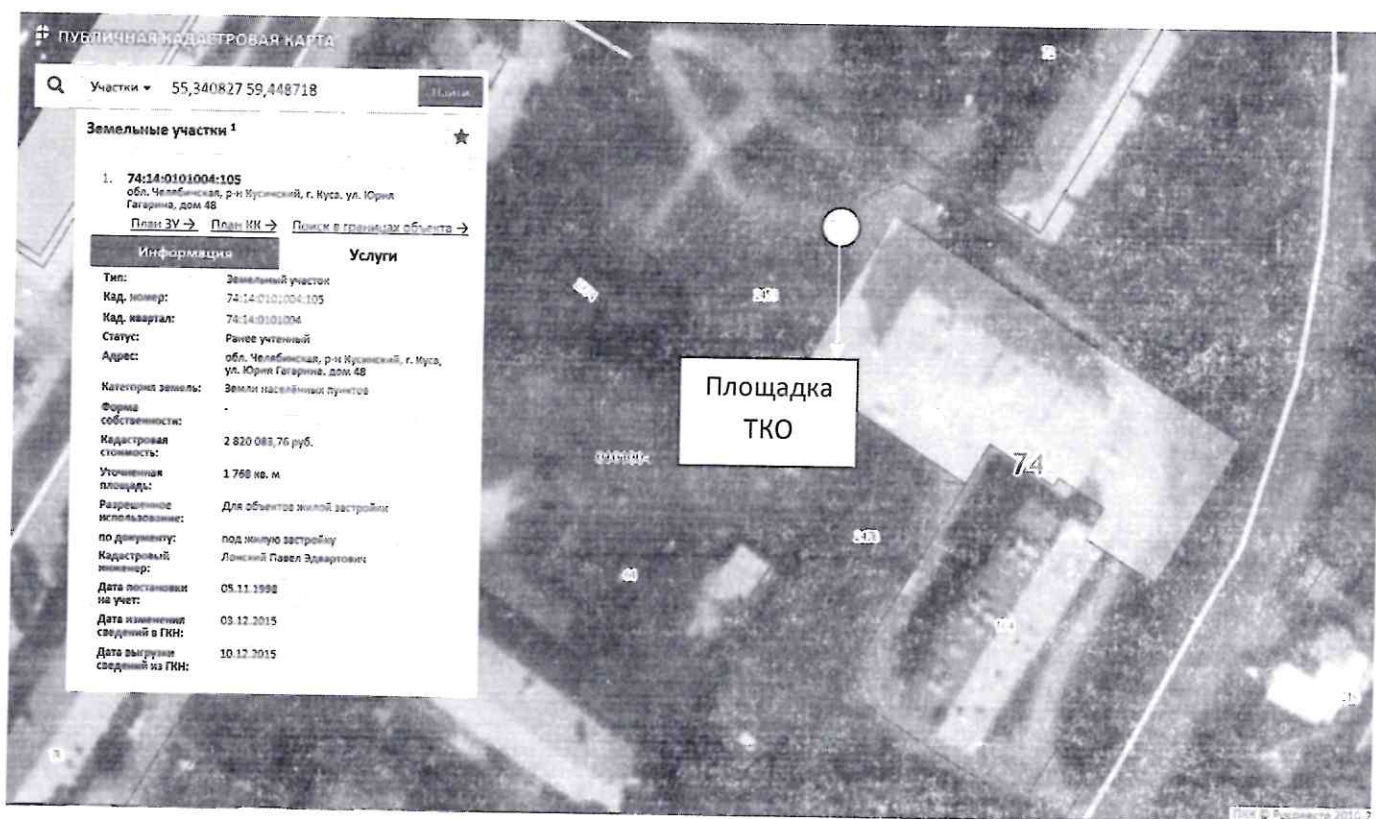 ПУБЛИЧНАЯ КАДАСТРОВАЯ КАРТА
Участки 55,340827 59,448718 Найти
Земельные участки 1
1. 74:14:0101004:105
обл. Челябинская, р-н Кусинский, г. Куса, ул. Юрия
Гагарина, дом 48
План ЗУ → План КК → Поиск в границах объекта →
Информация Услуги
Тип: Земельный участок
Кад. номер: 74:14:0101004:105
Кад. квартал: 74:14:0101004
Статус: Ранее учтенный
Адрес: обл. Челябинская, р-н Кусинский, г. Куса,
ул. Юрия Гагарина, дом 48
Категория земель: Земли населённых пунктов
Форма
собственности: -
Кадастровая
стоимость: 2 820 083,76 руб.
Уточненная
площадь: 1 768 кв. м
Разрешенное
использование: Для объектов жилой застройки
по документу: под жилую застройку
Кадастровый
инженер: Лонский Павел Эдвартович
Дата постановки
на учет: 05.11.1998
Дата изменения
сведений в ГКН: 03.12.2015
Дата выгрузки
сведений из ГКН: 10.12.2015
Площадка
ТКО
74